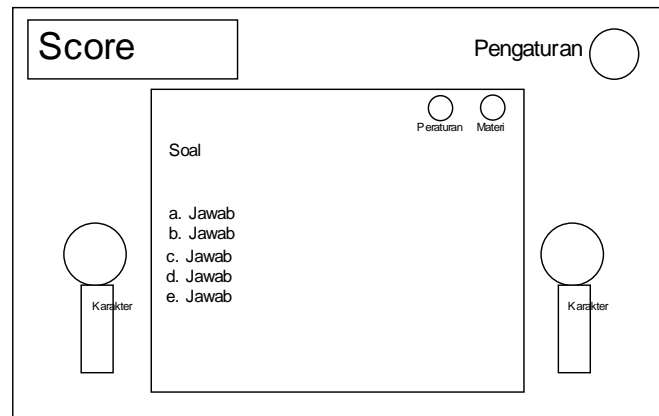 Score
Pengaturan
Peraturan
Materi
Soal
a. Jawab
b. Jawab
c. Jawab
d. Jawab
e. Jawab
Karakter
Karakter